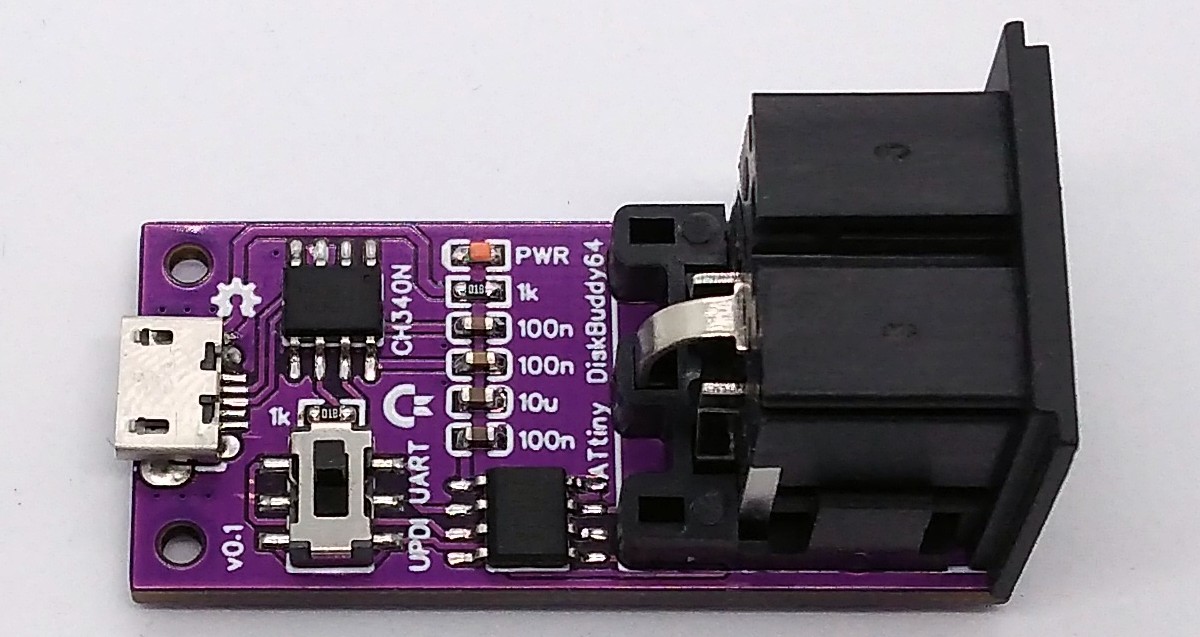 PWR
1k
100n
100n
10u
100n
CH340N
DiskBuddy64
ATtiny
1k
01B
01B
UART
UPDI
v0.1